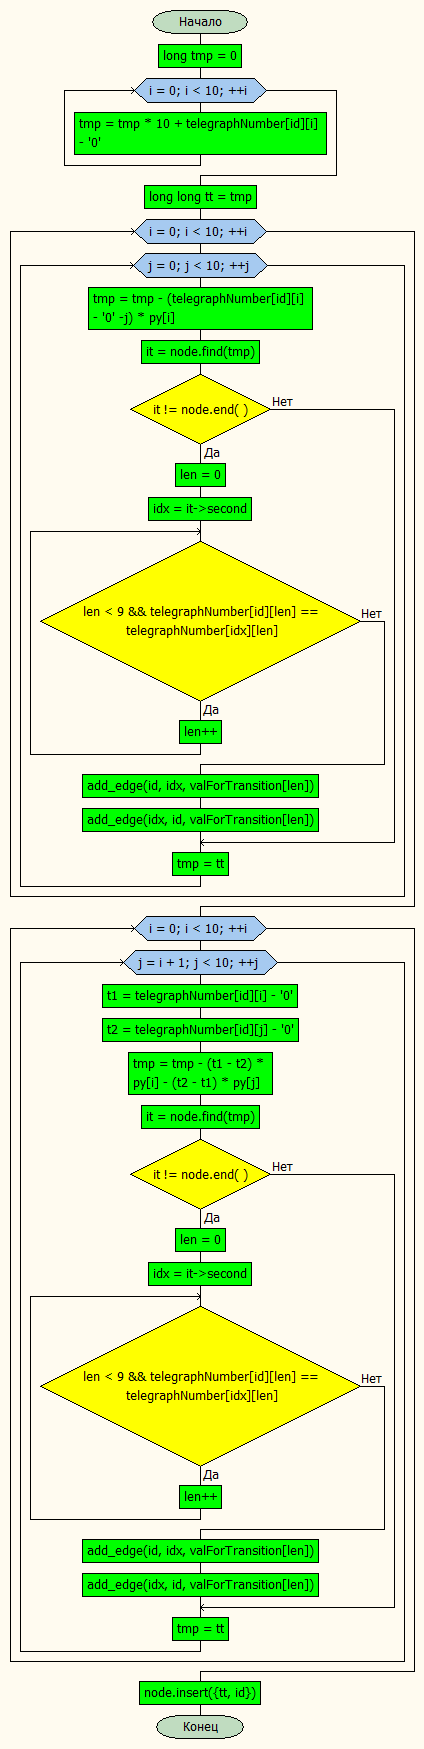 Начало
long tmp = 0
i = 0; i < 10; ++i
tmp = tmp * 10 + telegraphNumber[id][i]
- '0'
long long tt = tmp
i = 0; i < 10; ++i
j = 0; j < 10; ++j
tmp = tmp - (telegraphNumber[id][i]
- '0' -j) * py[i]
it = node.find(tmp)
it != node.end( )
Нет
Да
len = 0
idx = it->second
len < 9 && telegraphNumber[id][len] ==
telegraphNumber[idx][len]
Нет
Да
len++
add_edge(id, idx, valForTransition[len])
add_edge(idx, id, valForTransition[len])
tmp = tt
i = 0; i < 10; ++i
j = i + 1; j < 10; ++j
t1 = telegraphNumber[id][i] - '0'
t2 = telegraphNumber[id][j] - '0'
tmp = tmp - (t1 - t2) *
py[i] - (t2 - t1) * py[j]
it = node.find(tmp)
it != node.end( )
Нет
Да
len = 0
idx = it->second
len < 9 && telegraphNumber[id][len] ==
telegraphNumber[idx][len]
Нет
Да
len++
add_edge(id, idx, valForTransition[len])
add_edge(idx, id, valForTransition[len])
tmp = tt
node.insert({tt, id})
Конец